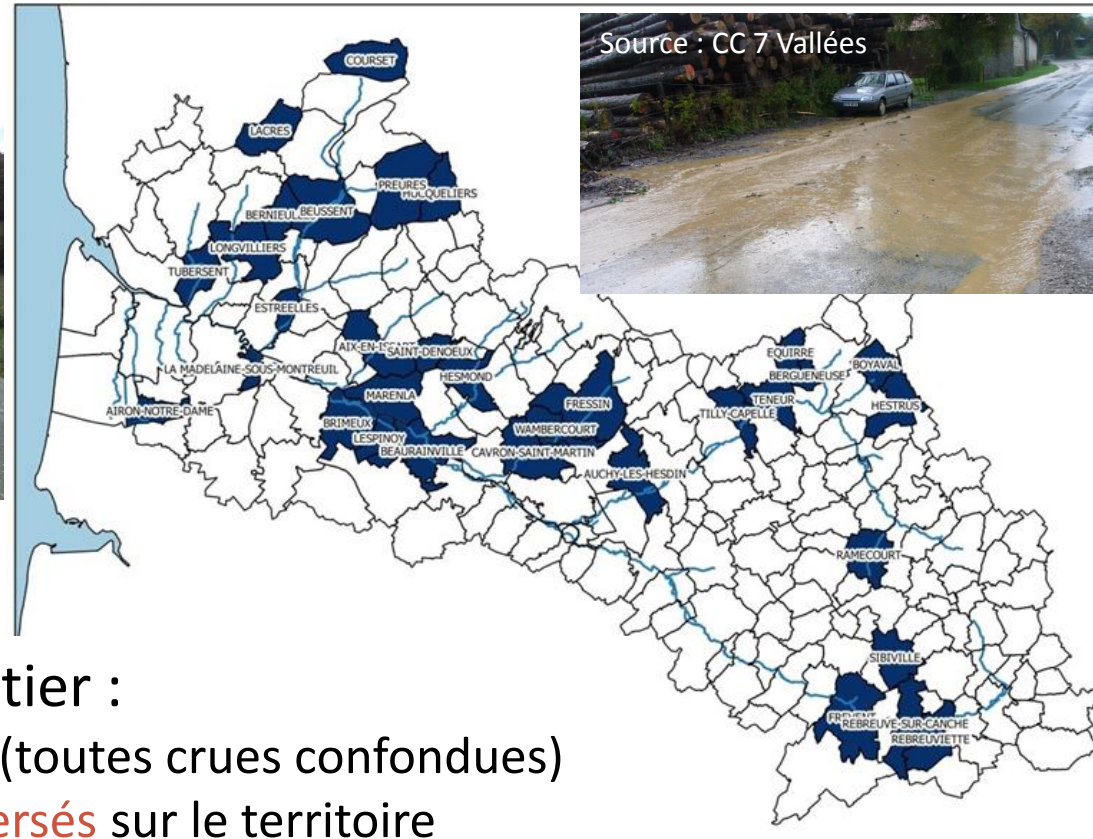 Source : CC 7 Vallées
COURSET
LACRES
PREURES
HUCQUELIERS
BEUSSENT
LONGVILLIERS
TUBERSENT
ESTREELLES
SAINT-DENOEUX
LA MADELAINE-SOUS-MONTREUIL
HESMOND
MARENLA
AIRON-NOTRE-DAME
BRIMEUX
LESPINOY
BEAURAINVILLE
FRESSIN
WAMBERCOURT
CAVRON-SAINT-MARTIN
AUCHY-LES-HESDIN
EQUIRRE
BERGUENEUSE
BOYAVAL
TENEUR
TILLY-CAPELLE
HESTRUS
RAMECOURT
SIBIVILLE
REBREUVE-SUR-CANCHE
REBREUVIETTE
tier :
(toutes crues confondues)
ersés sur le territoire